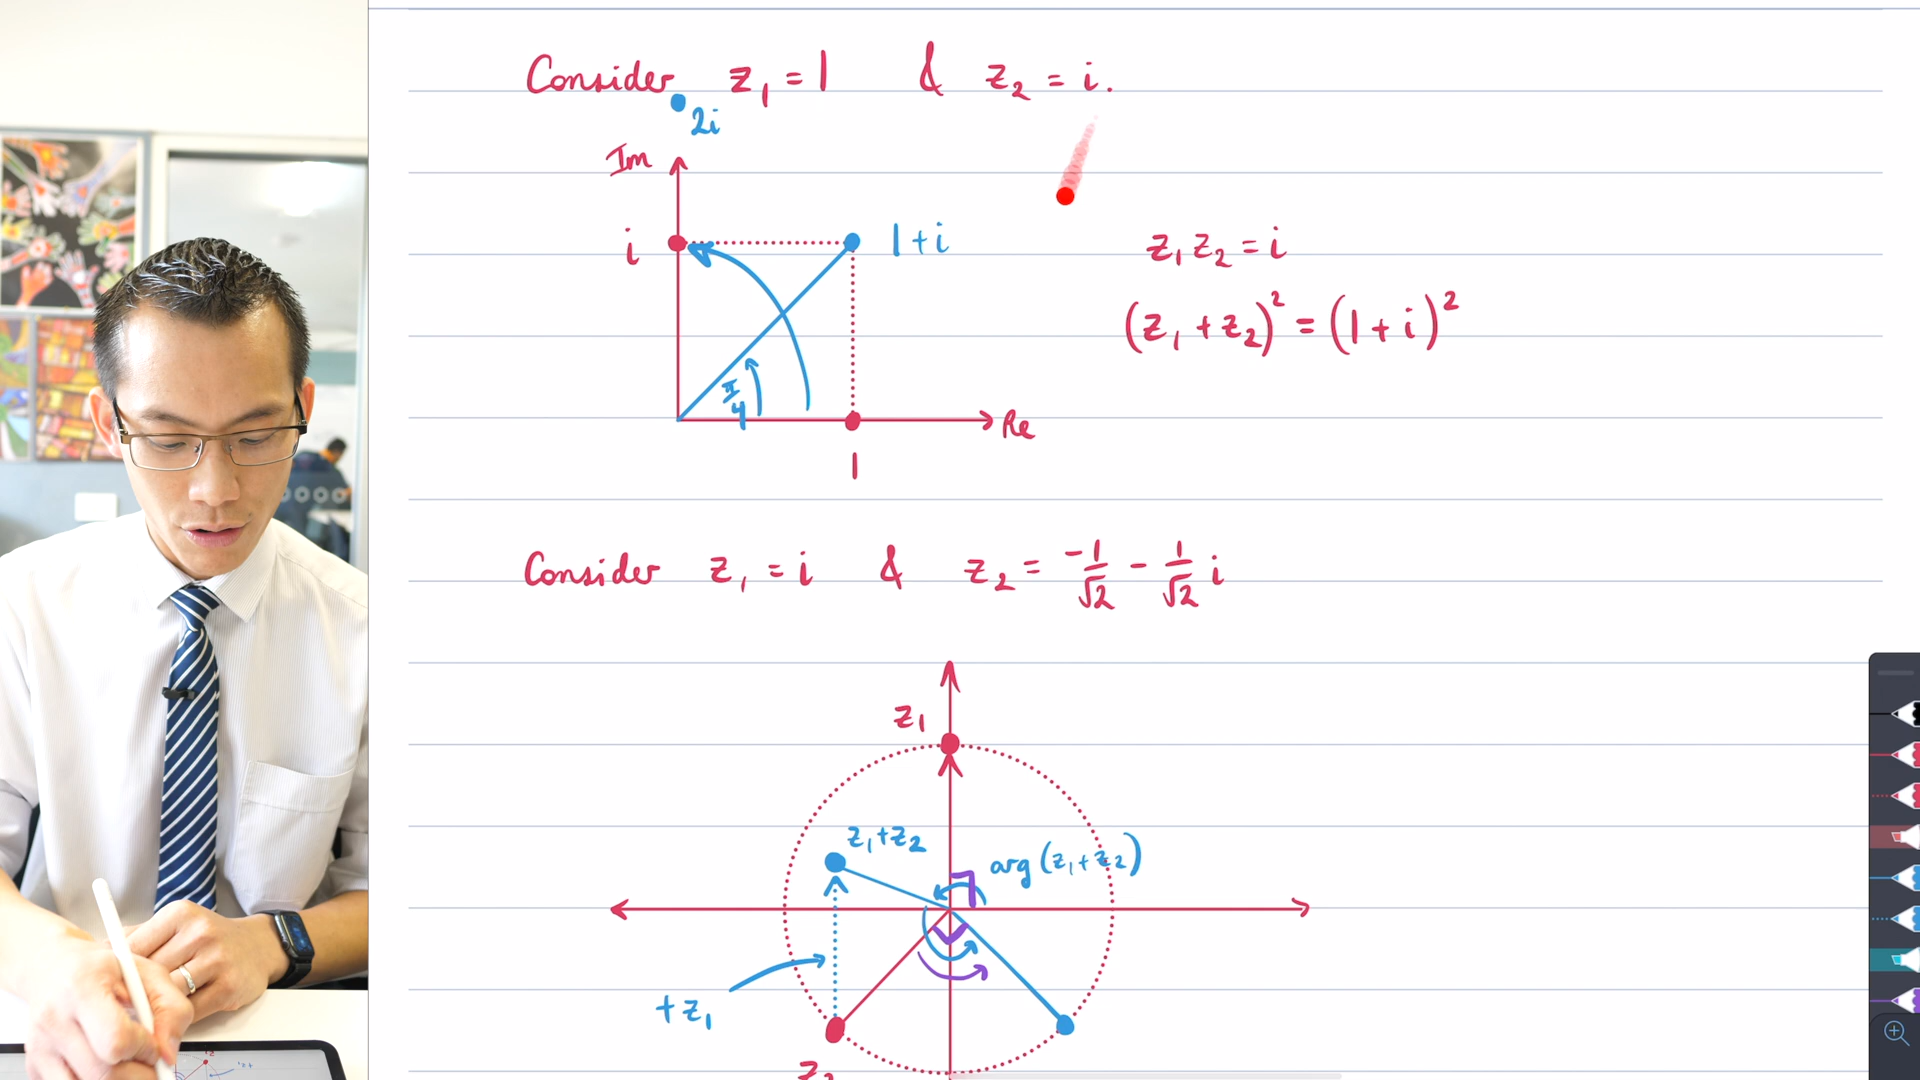 Consider z₁ = 1 & z₂ = i.
2i
Im
i
1+i
π/4
Re
1
z₁z₂ = i
(z₁ + z₂)² = (1 + i)²
Consider z₁ = i & z₂ = -1/√2 - 1/√2 i
z₁
z₁+z₂
arg(z₁+z₂)
+z₁
z₂